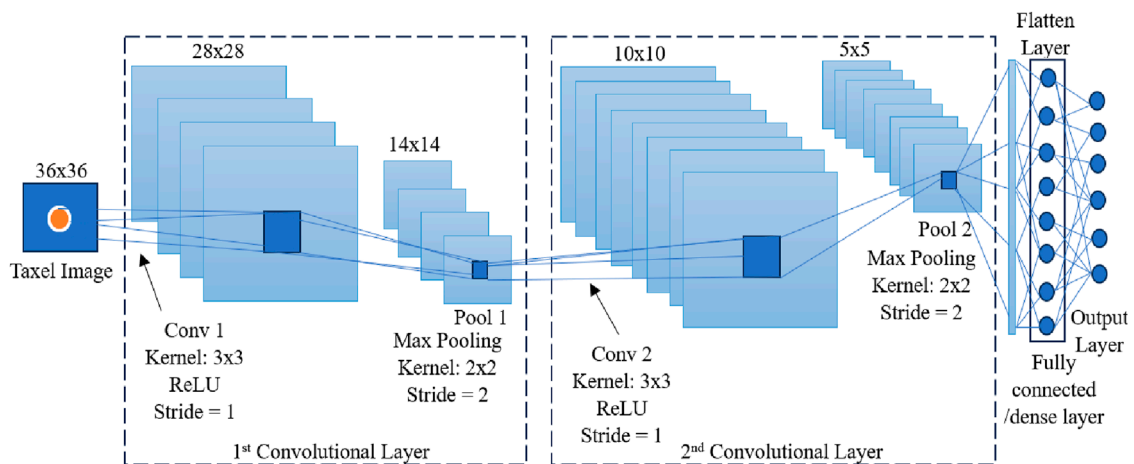 36x36
Taxel Image
28x28
14x14
Conv 1
Kernel: 3x3
ReLU
Stride = 1
Pool 1
Max Pooling
Kernel: 2x2
Stride = 2
1st Convolutional Layer
10x10
5x5
Conv 2
Kernel: 3x3
ReLU
Stride = 1
Pool 2
Max Pooling
Kernel: 2x2
Stride = 2
2nd Convolutional Layer
Flatten
Layer
Fully
connected
/dense layer
Output
Layer